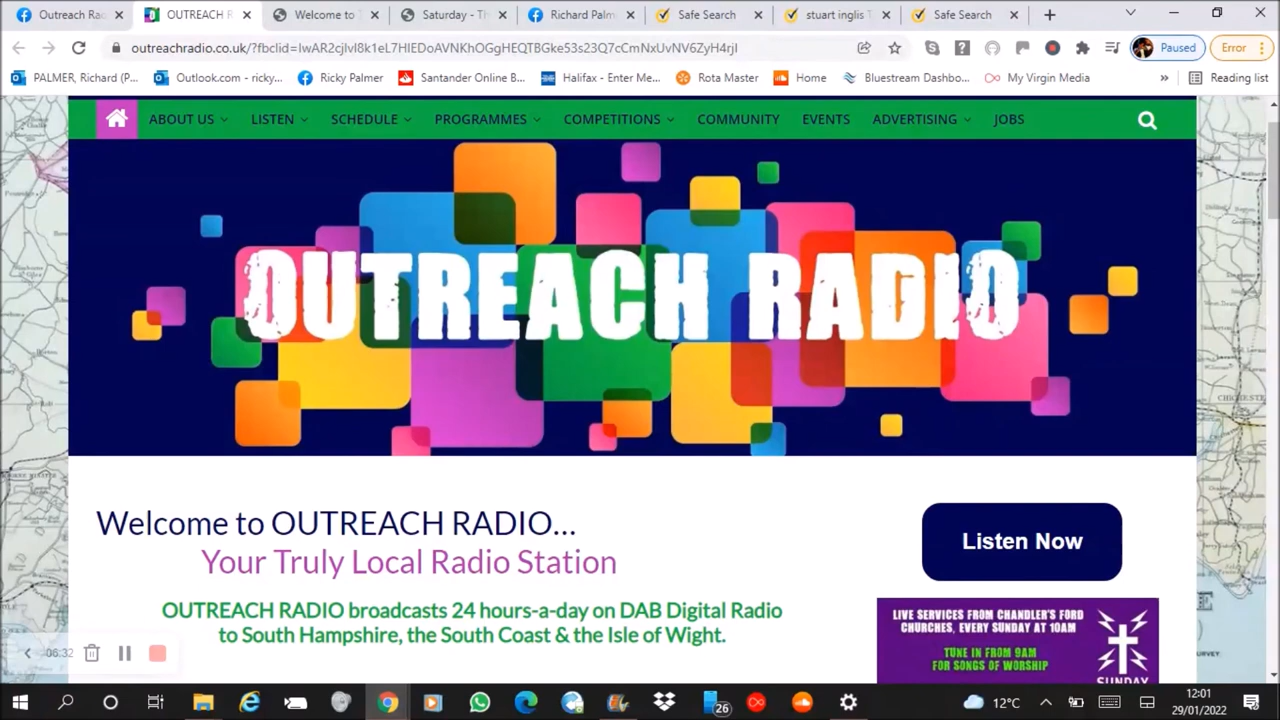 Outreach Rad
OUTREACH R
Welcome to
Saturday - Th
Richard Palm
Safe Search
stuart inglis
Safe Search
outreachradio.co.uk/?fbclid=IwAR2cjIvI8k1eL7HIEDoAVNKhOGgHEQTBGke53s23Q7cCmNxUvNV6ZyH4rjI
Paused
Error
PALMER, Richard (P...
Outlook.com - ricky...
Ricky Palmer
Santander Online B...
Halifax - Enter Me...
Rota Master
Home
Bluestream Dashbo...
My Virgin Media
»
Reading list
ABOUT US
LISTEN
SCHEDULE
PROGRAMMES
COMPETITIONS
COMMUNITY
EVENTS
ADVERTISING
JOBS
OUTREACH RADIO
Welcome to OUTREACH RADIO...
Your Truly Local Radio Station
Listen Now
OUTREACH RADIO broadcasts 24 hours-a-day on DAB Digital Radio
to South Hampshire, the South Coast & the Isle of Wight.
LIVE SERVICES FROM CHANDLER'S FORD
CHURCHES, EVERY SUNDAY AT 10AM
TUNE IN FROM 9AM
FOR SONGS OF WORSHIP
SUNDAY
06:32
26
12°C
12:01
29/01/2022